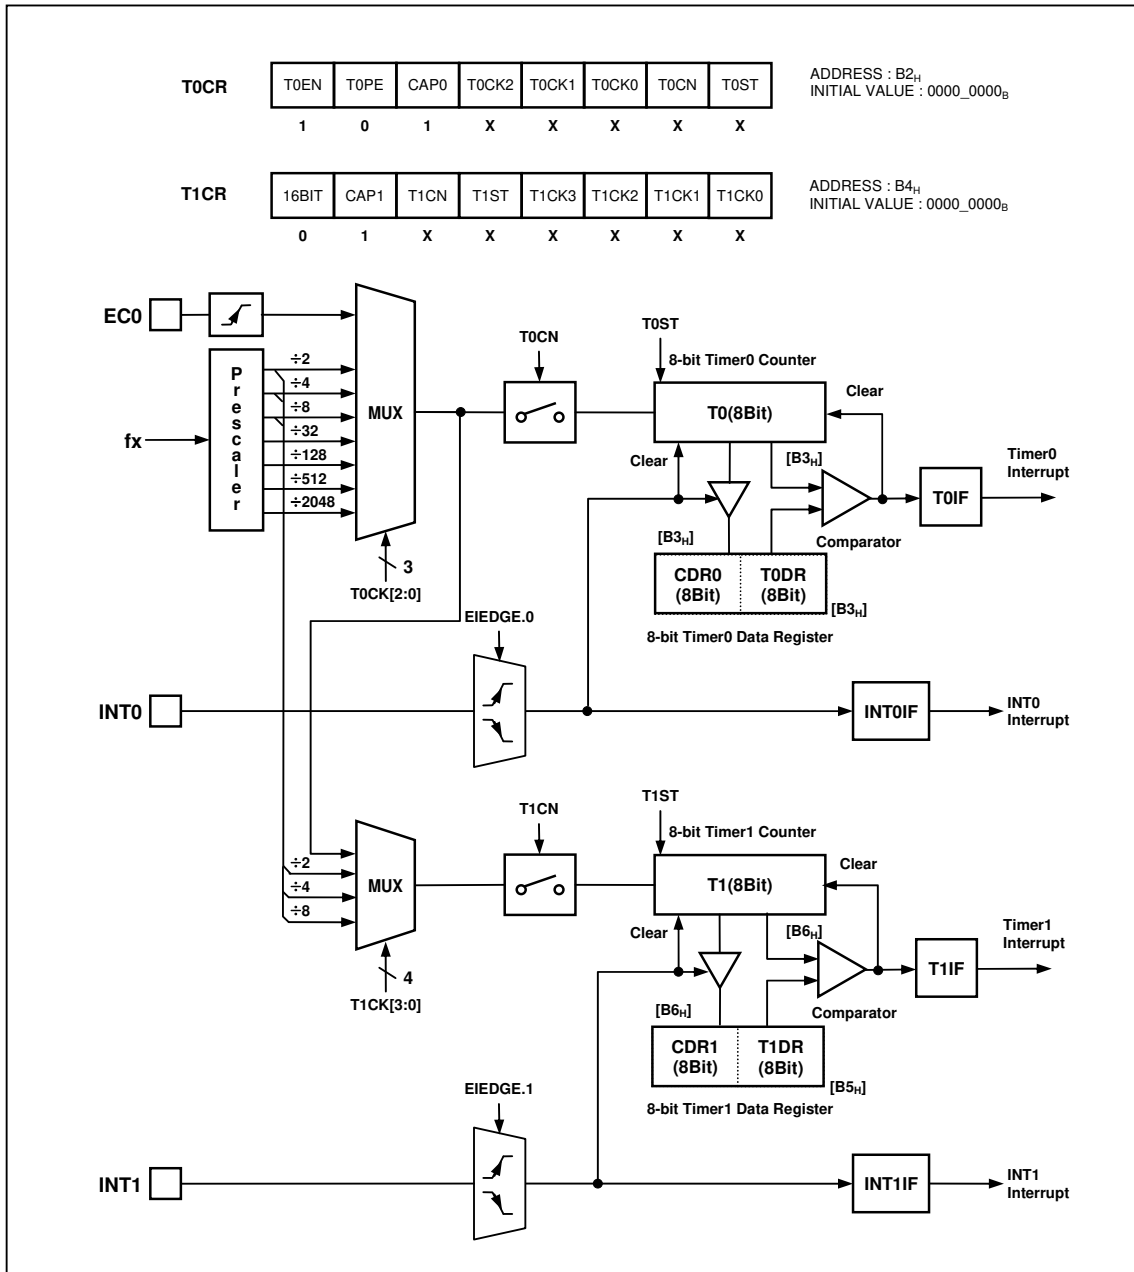 T0CR T0EN T0PE CAP0 T0CK2 T0CK1 T0CK0 T0CN T0ST
ADDRESS : B2H
INITIAL VALUE : 0000_0000B
1 0 1 X X X X X
T1CR 16BIT CAP1 T1CN T1ST T1CK3 T1CK2 T1CK1 T1CK0
ADDRESS : B4H
INITIAL VALUE : 0000_0000B
0 1 X X X X X X
EC0
fx
Prescaler
÷2
÷4
÷8
÷32
÷128
÷512
÷2048
MUX
3
T0CK[2:0]
T0CN
T0ST
8-bit Timer0 Counter
T0(8Bit)
Clear
Clear
[B3H]
[B3H]
Comparator
T0IF
Timer0
Interrupt
CDR0
(8Bit)
T0DR
(8Bit)
[B3H]
8-bit Timer0 Data Register
EIEDGE.0
INT0
INT0IF
INT0
Interrupt
÷2
÷4
÷8
MUX
4
T1CK[3:0]
T1CN
T1ST
8-bit Timer1 Counter
T1(8Bit)
Clear
Clear
[B6H]
[B6H]
Comparator
T1IF
Timer1
Interrupt
CDR1
(8Bit)
T1DR
(8Bit)
[B5H]
8-bit Timer1 Data Register
EIEDGE.1
INT1
INT1IF
INT1
Interrupt